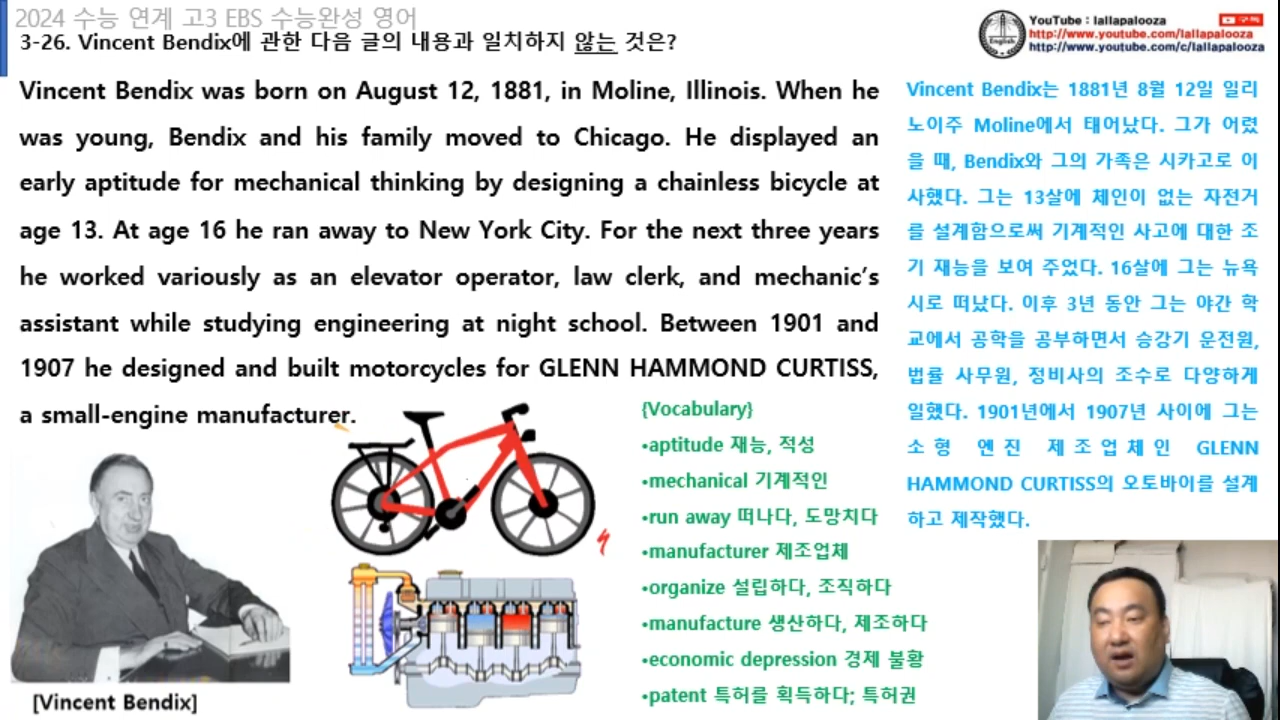 2024 수능 연계 고3 EBS 수능완성 영어
3-26. Vincent Bendix에 관한 다음 글의 내용과 일치하지 않는 것은?
YouTube : lallapalooza
구독
http://www.youtube.com/lallapalooza
http://www.youtube.com/c/lallapalooza
English
Vincent Bendix was born on August 12, 1881, in Moline, Illinois. When he
was young, Bendix and his family moved to Chicago. He displayed an
early aptitude for mechanical thinking by designing a chainless bicycle at
age 13. At age 16 he ran away to New York City. For the next three years
he worked variously as an elevator operator, law clerk, and mechanic’s
assistant while studying engineering at night school. Between 1901 and
1907 he designed and built motorcycles for GLENN HAMMOND CURTISS,
a small-engine manufacturer.
Vincent Bendix는 1881년 8월 12일 일리
노이주 Moline에서 태어났다. 그가 어렸
을 때, Bendix와 그의 가족은 시카고로 이
사했다. 그는 13살에 체인이 없는 자전거
를 설계함으로써 기계적인 사고에 대한 조
기 재능을 보여 주었다. 16살에 그는 뉴욕
시로 떠났다. 이후 3년 동안 그는 야간 학
교에서 공학을 공부하면서 승강기 운전원,
법률 사무원, 정비사의 조수로 다양하게
일했다. 1901년에서 1907년 사이에 그는
소형 엔진 제조업체인 GLENN
HAMMOND CURTISS의 오토바이를 설계
하고 제작했다.
{Vocabulary}
•aptitude 재능, 적성
•mechanical 기계적인
•run away 떠나다, 도망치다
•manufacturer 제조업체
•organize 설립하다, 조직하다
•manufacture 생산하다, 제조하다
•economic depression 경제 불황
•patent 특허를 획득하다; 특허권
[Vincent Bendix]